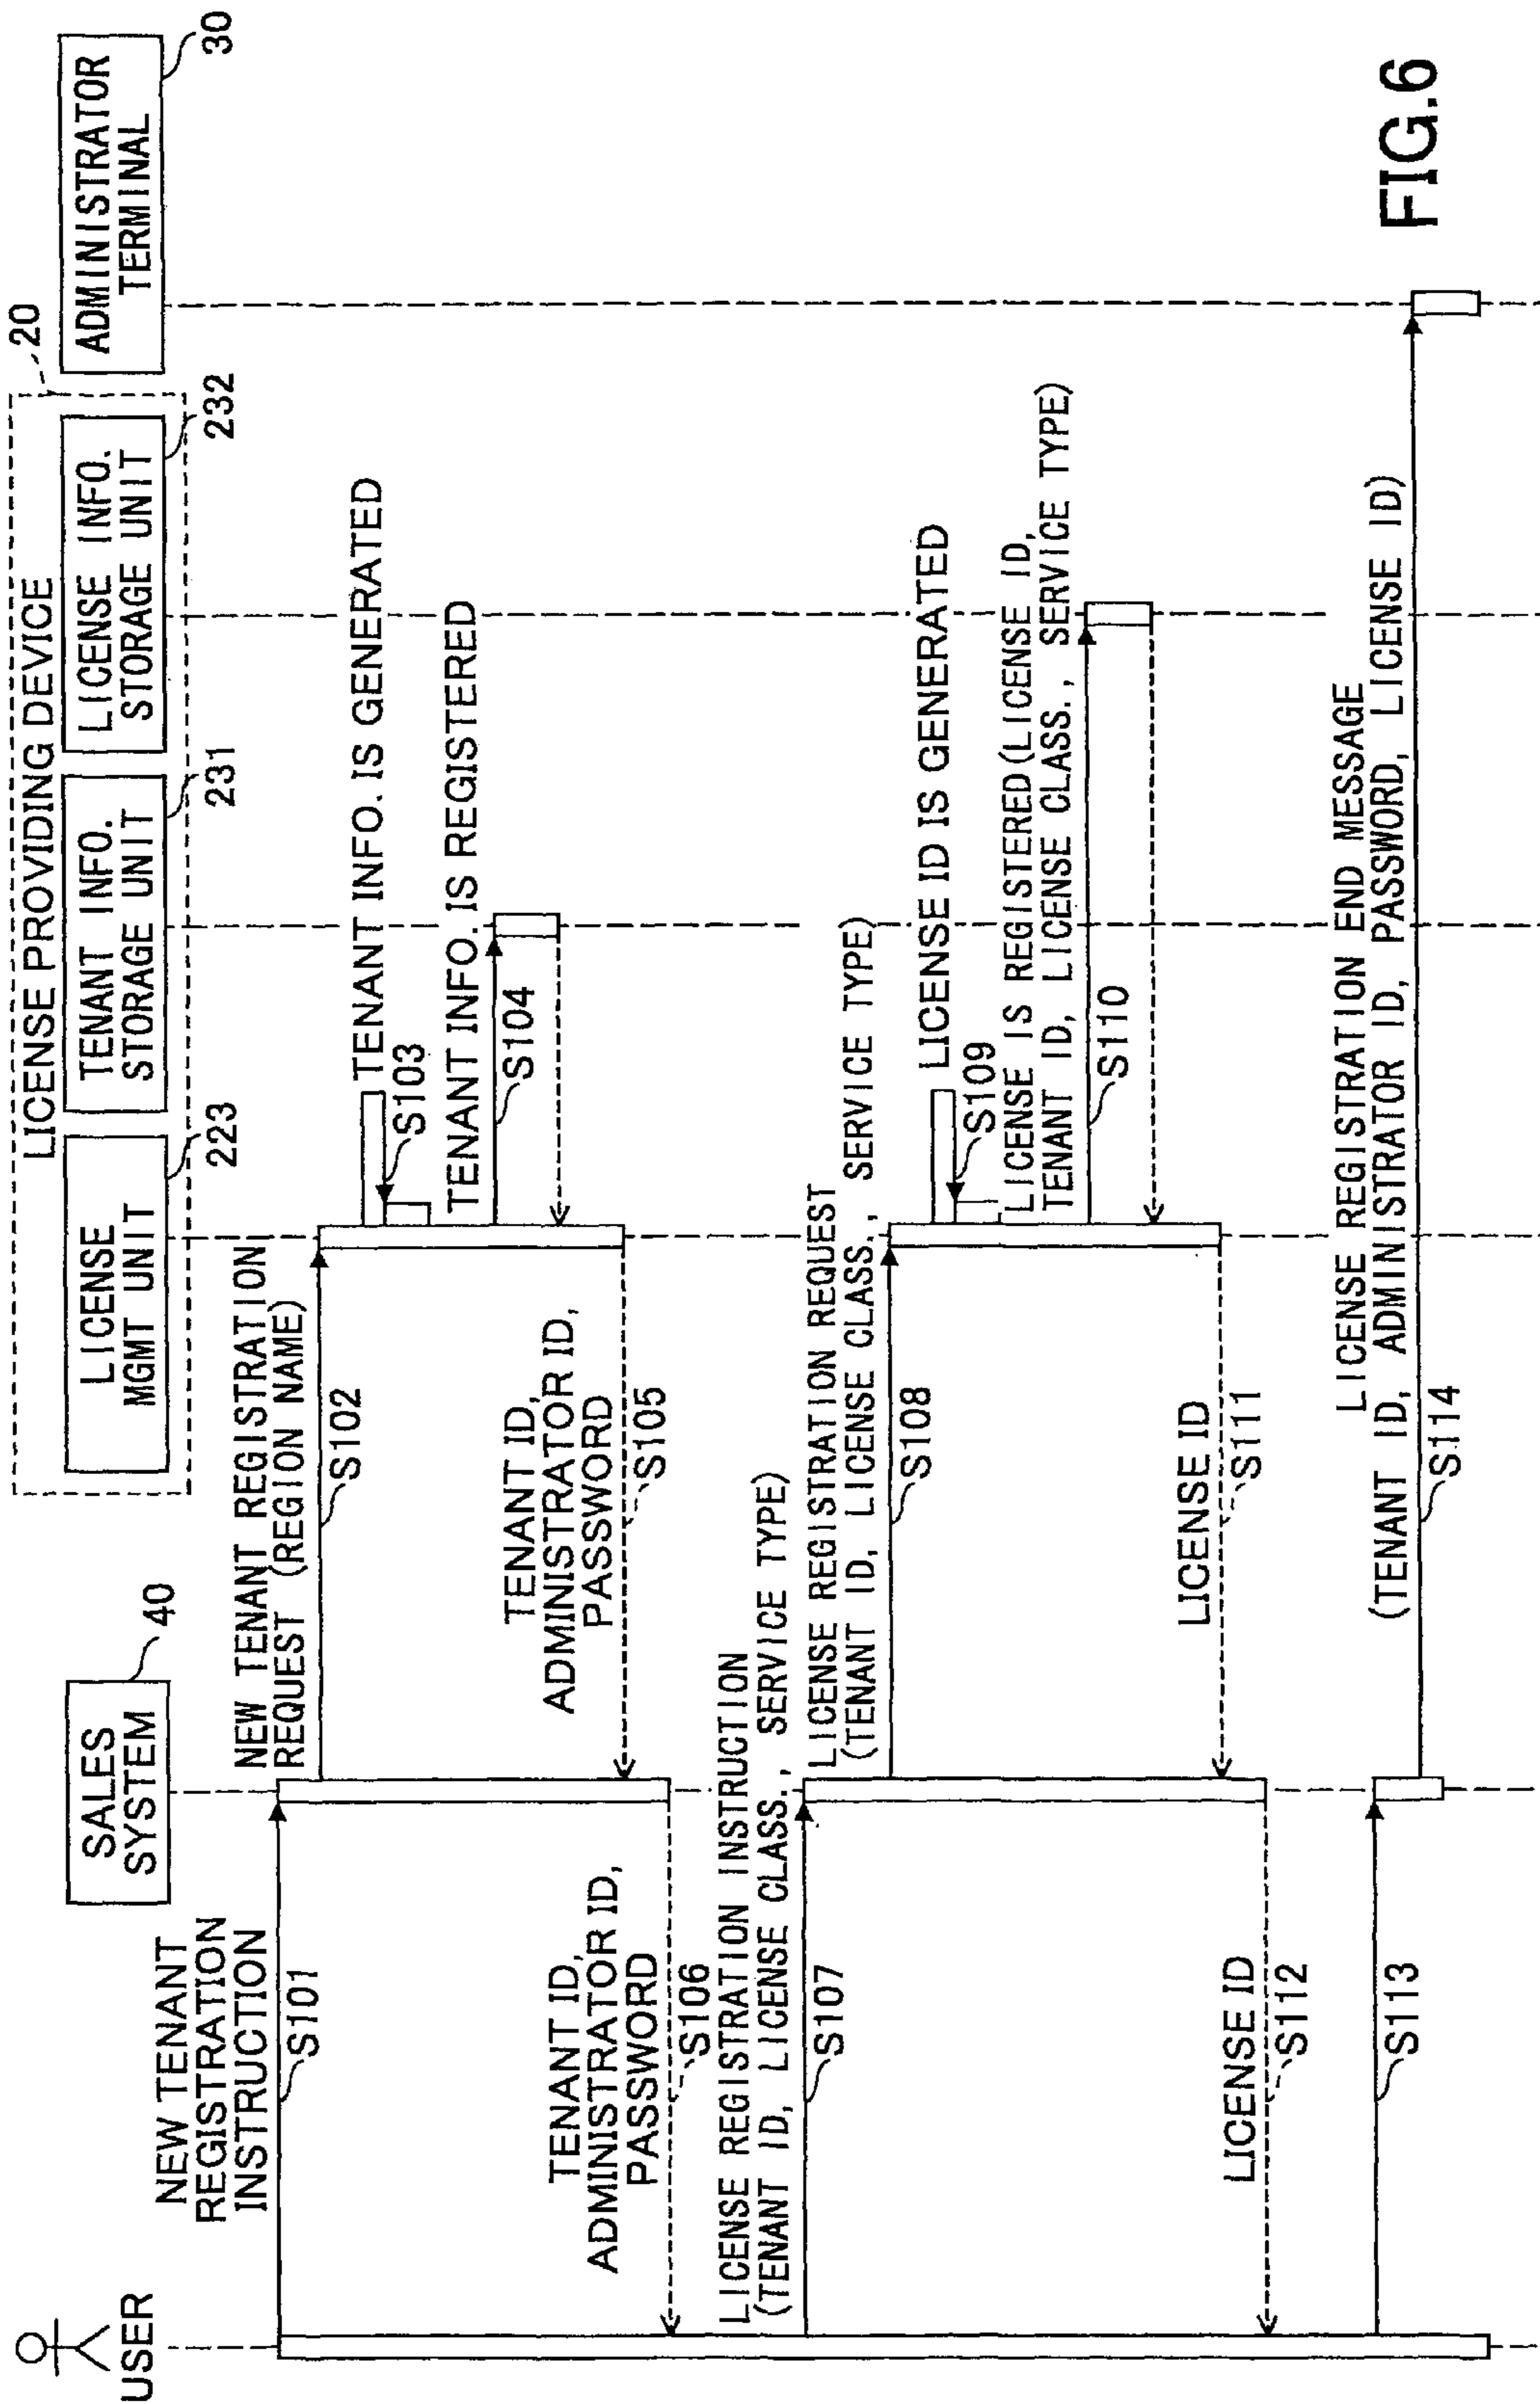 USER
SALES
SYSTEM
40
LICENSE PROVIDING DEVICE
20
LICENSE
MGMT UNIT
223
TENANT INFO.
STORAGE UNIT
231
LICENSE INFO.
STORAGE UNIT
232
ADMINISTRATOR
TERMINAL
30
NEW TENANT
REGISTRATION
INSTRUCTION
S101
NEW TENANT REGISTRATION
REQUEST (REGION NAME)
S102
TENANT INFO. IS GENERATED
S103
TENANT INFO. IS REGISTERED
S104
TENANT ID,
ADMINISTRATOR ID,
PASSWORD
S105
TENANT ID,
ADMINISTRATOR ID,
PASSWORD
S106
LICENSE REGISTRATION INSTRUCTION
(TENANT ID, LICENSE CLASS., SERVICE TYPE)
S107
LICENSE REGISTRATION REQUEST
(TENANT ID, LICENSE CLASS., SERVICE TYPE)
S108
LICENSE ID IS GENERATED
S109
LICENSE IS REGISTERED(LICENSE ID,
TENANT ID, LICENSE CLASS., SERVICE TYPE)
S110
LICENSE ID
S111
LICENSE ID
S112
S113
LICENSE REGISTRATION END MESSAGE
(TENANT ID, ADMINISTRATOR ID, PASSWORD, LICENSE ID)
S114
FIG.6